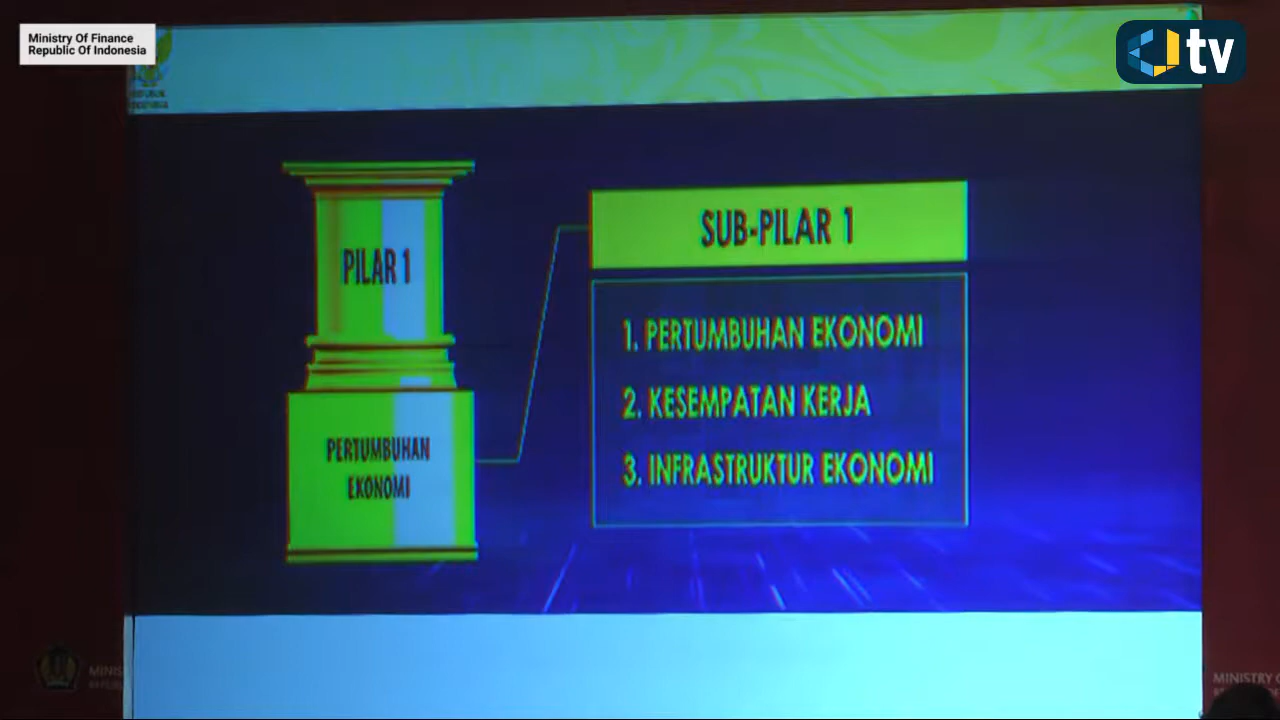 Ministry Of Finance
Republic Of Indonesia
tv
PILAR 1
PERTUMBUHAN
EKONOMI
SUB-PILAR 1
1. PERTUMBUHAN EKONOMI
2. KESEMPATAN KERJA
3. INFRASTRUKTUR EKONOMI
MINISTRY